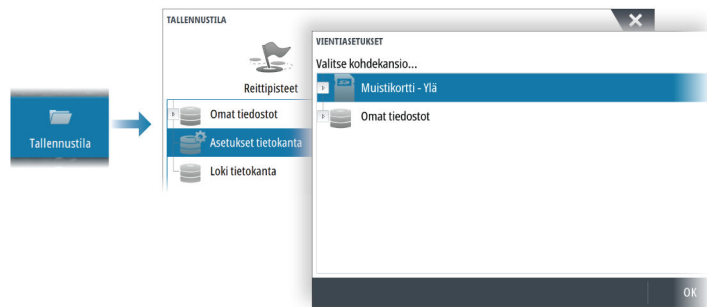 TALLENNUSTILA
VIENTIASETUKSET
Valitse kohdekansio...
Reittipisteet
Muistikortti - Ylä
Omat tiedostot
Omat tiedostot
Tallennustila
Asetukset tietokanta
Loki tietokanta
OK